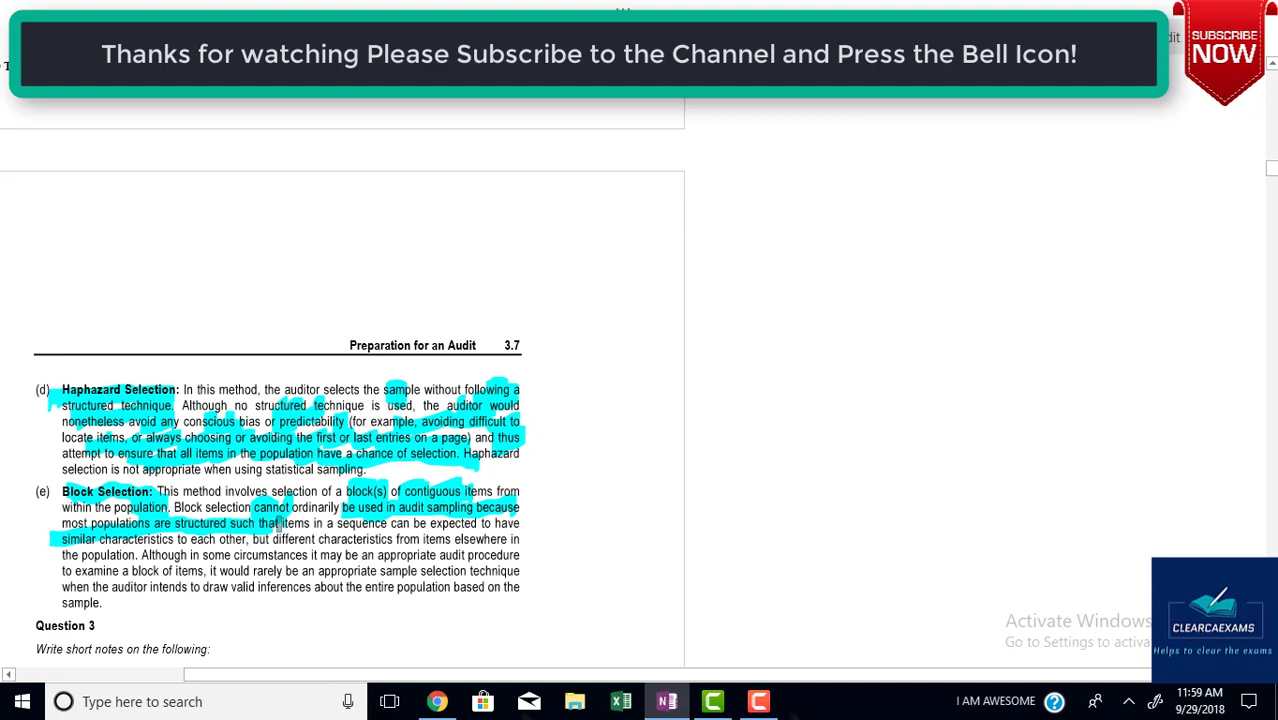 Thanks for watching Please Subscribe to the Channel and Press the Bell Icon!
SUBSCRIBE
NOW
Preparation for an Audit 3.7
(d) Haphazard Selection: In this method, the auditor selects the sample without following a
structured technique. Although no structured technique is used, the auditor would
nonetheless avoid any conscious bias or predictability (for example, avoiding difficult to
locate items, or always choosing or avoiding the first or last entries on a page) and thus
attempt to ensure that all items in the population have a chance of selection. Haphazard
selection is not appropriate when using statistical sampling.
(e) Block Selection: This method involves selection of a block(s) of contiguous items from
within the population. Block selection cannot ordinarily be used in audit sampling because
most populations are structured such that items in a sequence can be expected to have
similar characteristics to each other, but different characteristics from items elsewhere in
the population. Although in some circumstances it may be an appropriate audit procedure
to examine a block of items, it would rarely be an appropriate sample selection technique
when the auditor intends to draw valid inferences about the entire population based on the
sample.
Question 3
Write short notes on the following:
Activate Windows
Go to Settings to activa
CLEARCAEXAMS
Helps to clear the exams
Type here to search
I AM AWESOME
11:59 AM
9/29/2018